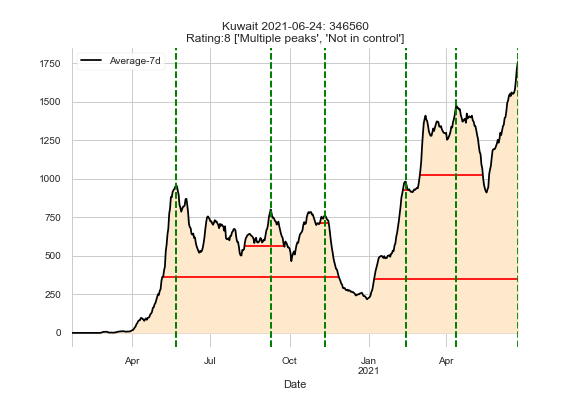 Kuwait 2021-06-24: 346560
Rating:8 ['Multiple peaks', 'Not in control']
Average-7d
1750
1500
1250
1000
750
500
250
0
Apr
Jul
Oct
Jan
2021
Apr
Date